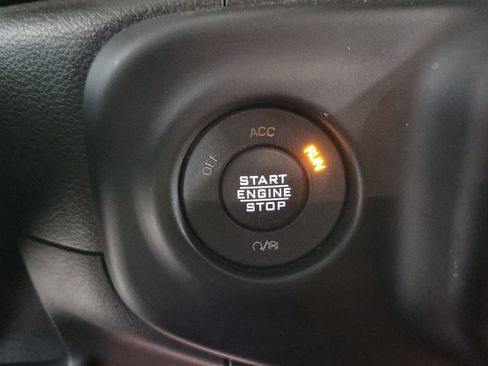 ACC
OFF
RUN
START
ENGINE
STOP